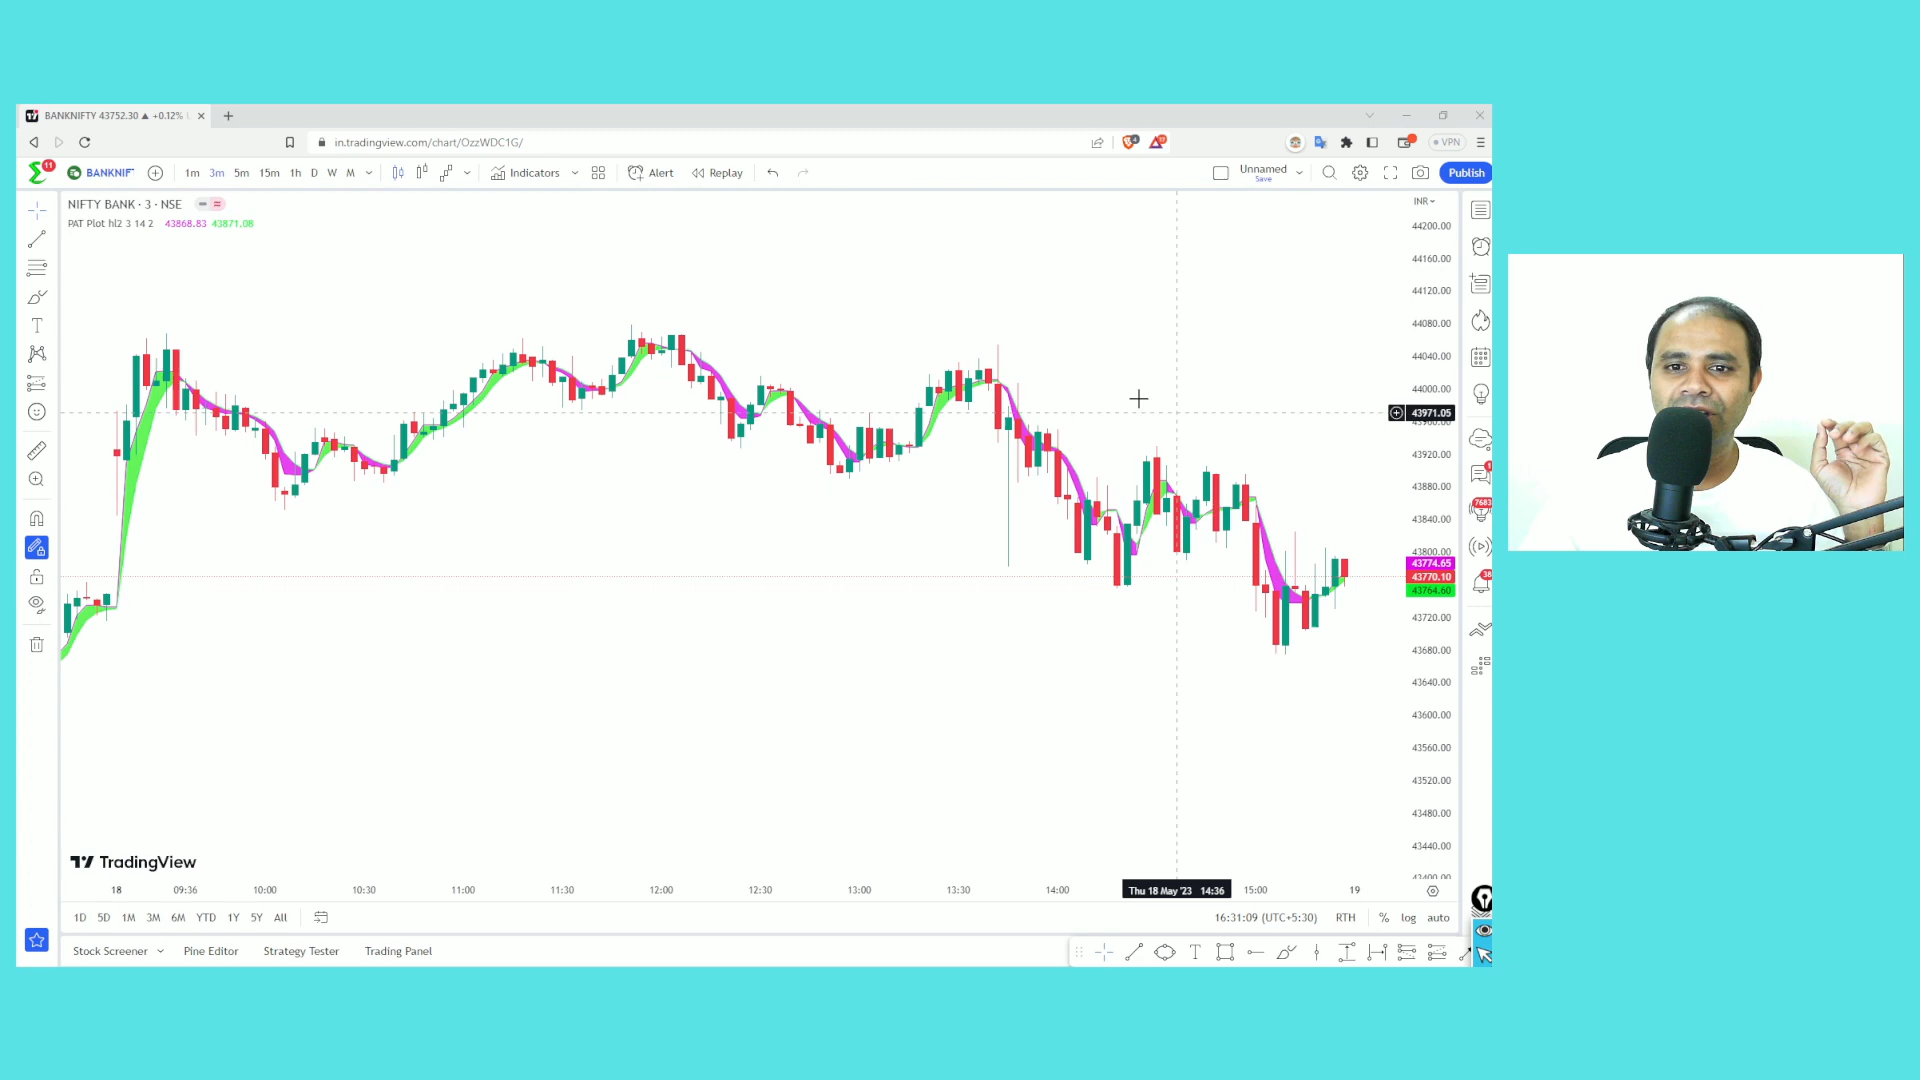 BANKNIFTY 43752.30 ▲ +0.12%
in.tradingview.com/chart/OzzWDC1G/
VPN
11
BANKNIF
1m 3m 5m 15m 1h D W M
Indicators
Alert
Replay
Unnamed
Save
Publish
NIFTY BANK · 3 · NSE
INR
PAT Plot hl2 3 14 2 43868.83 43871.08
44200.00
44160.00
44120.00
44080.00
44040.00
44000.00
43971.05
43960.00
43920.00
43880.00
43840.00
43800.00
43774.65
43770.10
43764.60
43720.00
43680.00
43640.00
43600.00
43560.00
43520.00
43480.00
43440.00
43400.00
7683
TradingView
18 09:36 10:00 10:30 11:00 11:30 12:00 12:30 13:00 13:30 14:00 Thu 18 May '23 14:36 15:00 19
1D 5D 1M 3M 6M YTD 1Y 5Y All
16:31:09 (UTC+5:30) RTH % log auto
Stock Screener Pine Editor Strategy Tester Trading Panel